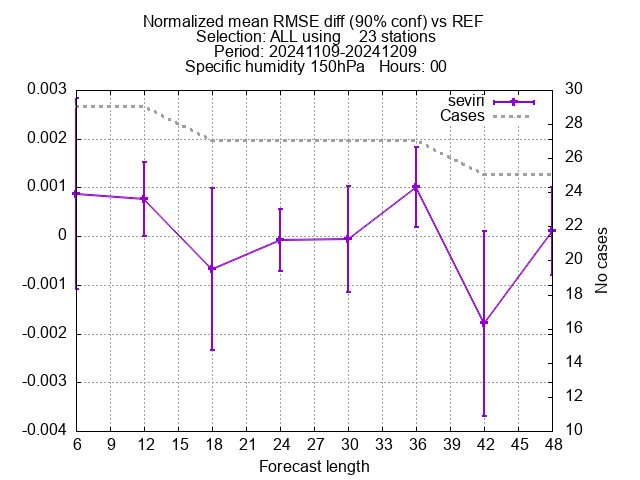 Normalized mean RMSE diff (90% conf) vs REF
Selection: ALL using    23 stations
Period: 20241109-20241209
Specific humidity 150hPa   Hours: 00
0.003
0.002
0.001
0
-0.001
-0.002
-0.003
-0.004
seviri
Cases
30
28
26
24
22
20
18
16
14
12
10
No cases
6 9 12 15 18 21 24 27 30 33 36 39 42 45 48
Forecast length